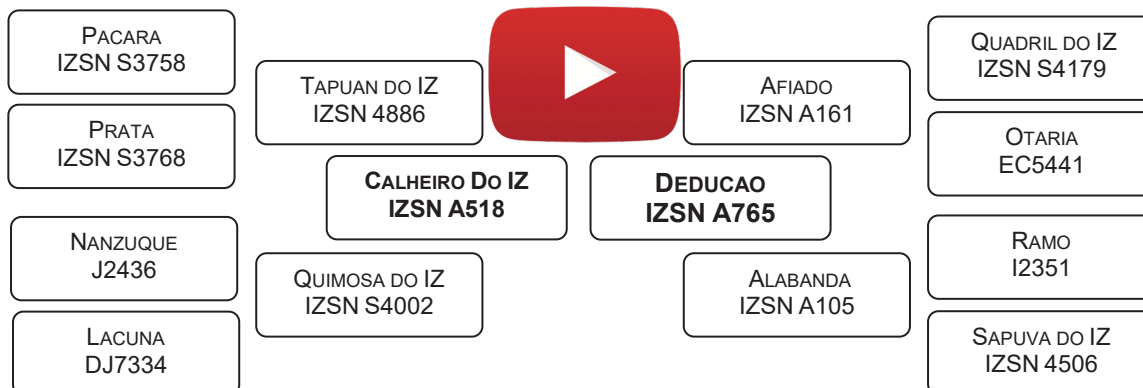 PACARA
IZSN S3758
PRATA
IZSN S3768
NANZUQUE
J2436
LACUNA
DJ7334
TAPUAN DO IZ
IZSN 4886
QUIMOSA DO IZ
IZSN S4002
CALHEIRO DO IZ
IZSN A518
DEDUCAO
IZSN A765
AFIADO
IZSN A161
ALABANDA
IZSN A105
QUADRIL DO IZ
IZSN S4179
OTARIA
EC5441
RAMO
I2351
SAPUVA DO IZ
IZSN 4506